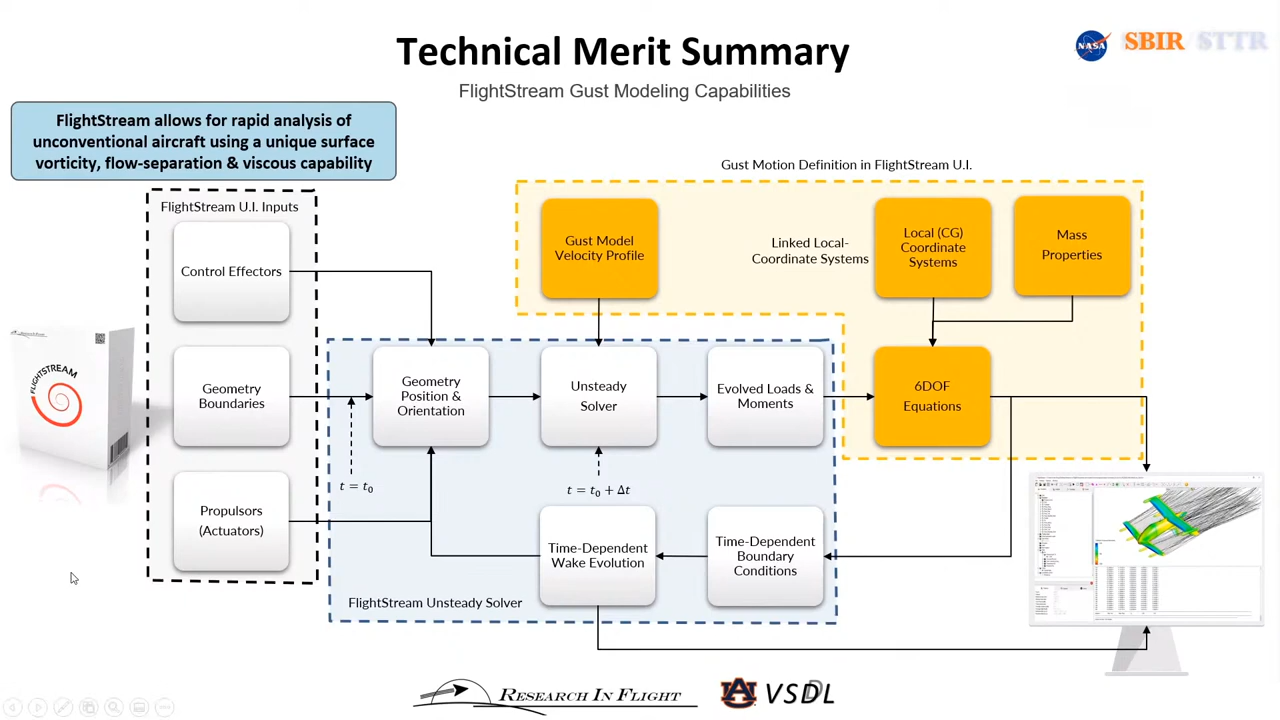 Technical Merit Summary
FlightStream Gust Modeling Capabilities
NASA
SBIR / STTR
FlightStream allows for rapid analysis of
unconventional aircraft using a unique surface
vorticity, flow-separation & viscous capability
FlightStream U.I. Inputs
Control Effectors
Geometry
Boundaries
Propulsors
(Actuators)
FLIGHTSTREAM
Gust Motion Definition in FlightStream U.I.
Gust Model
Velocity Profile
Linked Local-
Coordinate Systems
Local (CG)
Coordinate
Systems
Mass
Properties
Geometry
Position &
Orientation
Unsteady
Solver
Evolved Loads &
Moments
6DOF
Equations
t = t₀
t = t₀ + Δt
Time-Dependent
Wake Evolution
Time-Dependent
Boundary
Conditions
FlightStream Unsteady Solver
RESEARCH IN FLIGHT
AU
VSDL